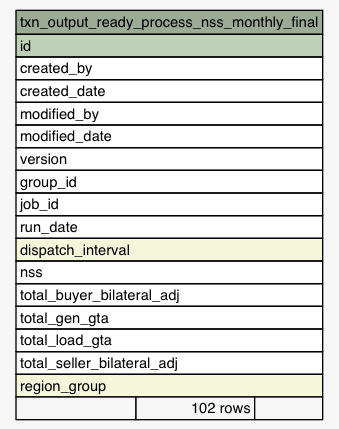 txn_output_ready_process_nss_monthly_final
id
created_by
created_date
modified_by
modified_date
version
group_id
job_id
run_date
dispatch_interval
nss
total_buyer_bilateral_adj
total_gen_gta
total_load_gta
total_seller_bilateral_adj
region_group
102 rows